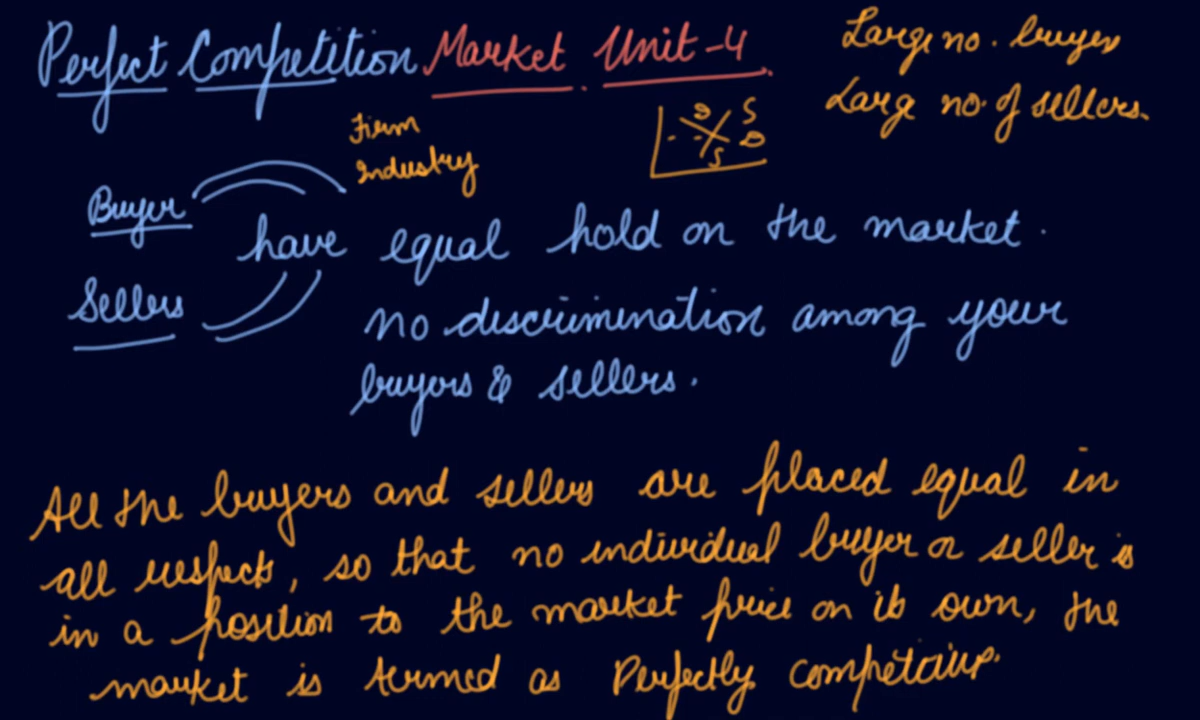 Perfect Competition Market Unit-4
Large no. buyers
Larg no. of sellers.
Firm
Industry
D S
D
S
Buyer
Sellers
have equal hold on the market.
no discrimination among your
buyers & sellers.
All the buyers and sellers are placed equal in
all respects, so that no individual buyer or seller is
in a position to the market price on its own, the
market is termed as Perfectly competitive.